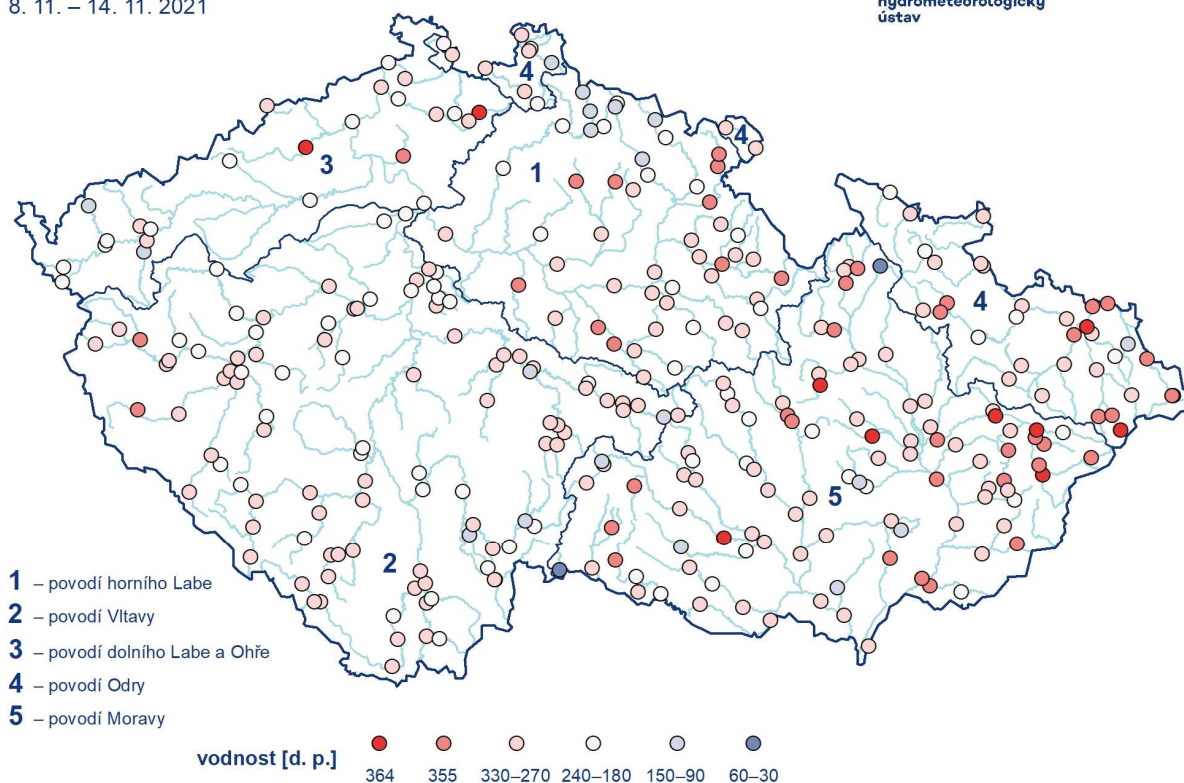 8. 11. – 14. 11. 2021
hydrometeorologický
ústav
4
4
3
1
4
5
2
1 – povodí horního Labe
2 – povodí Vltavy
3 – povodí dolního Labe a Ohře
4 – povodí Odry
5 – povodí Moravy
vodnost [d. p.]
364 355 330–270 240–180 150–90 60–30